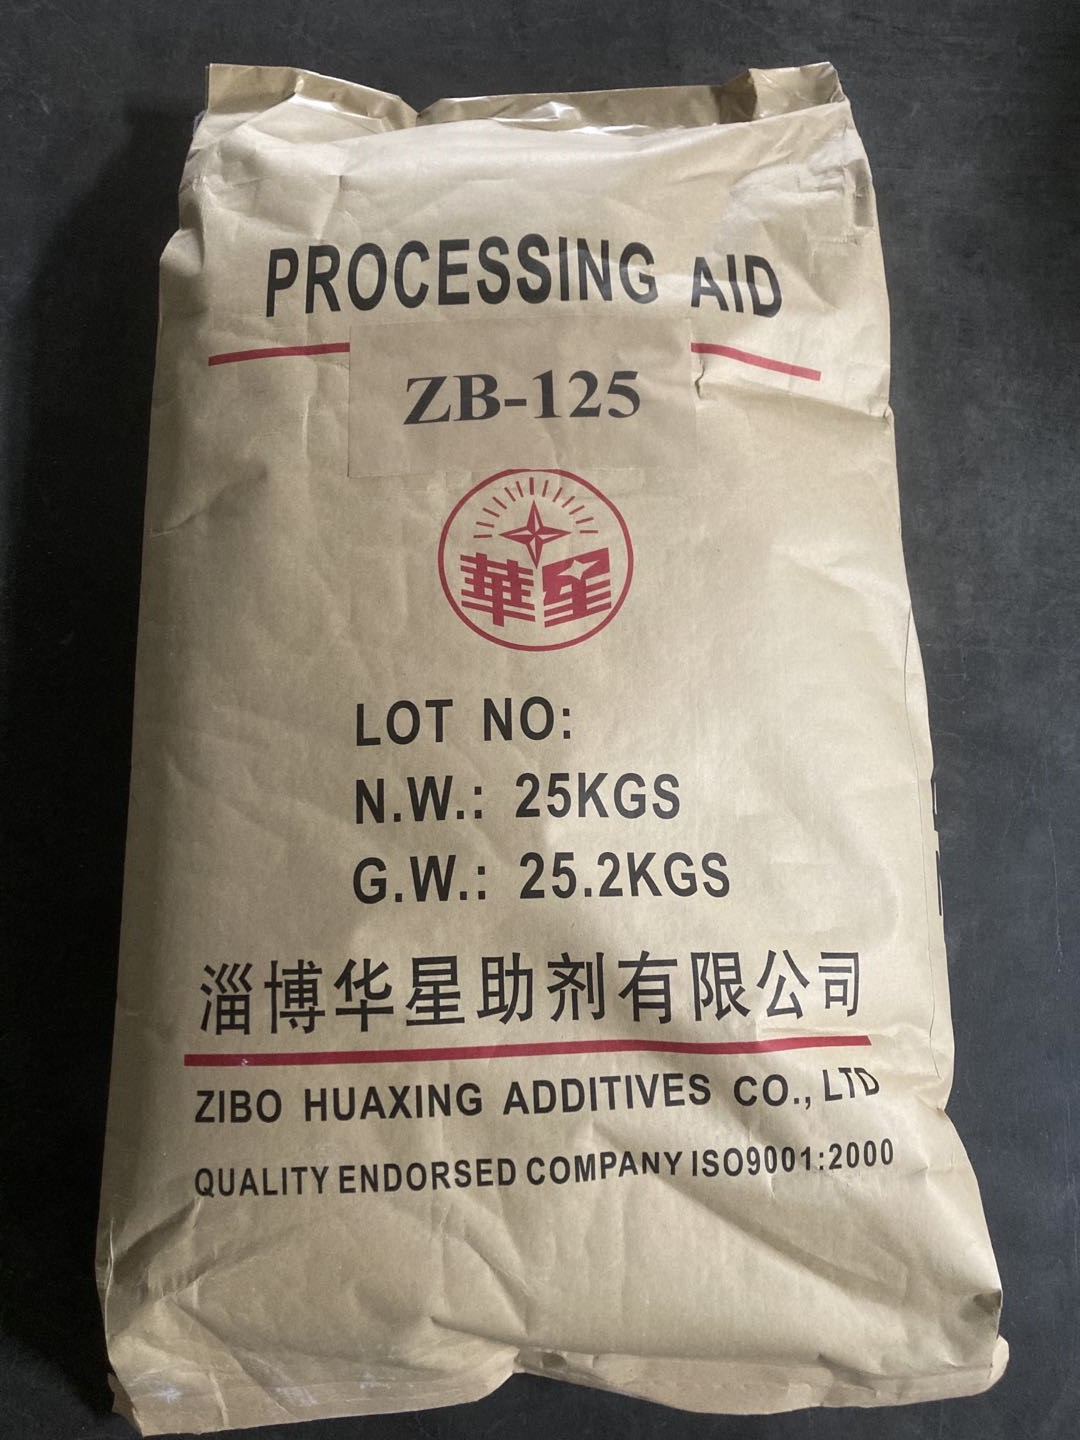 PROCESSING AID
ZB-125
華星
LOT NO:
N.W.: 25KGS
G.W.: 25.2KGS
淄博华星助剂有限公司
ZIBO HUAXING ADDITIVES CO., LTD
QUALITY ENDORSED COMPANY ISO9001:2000